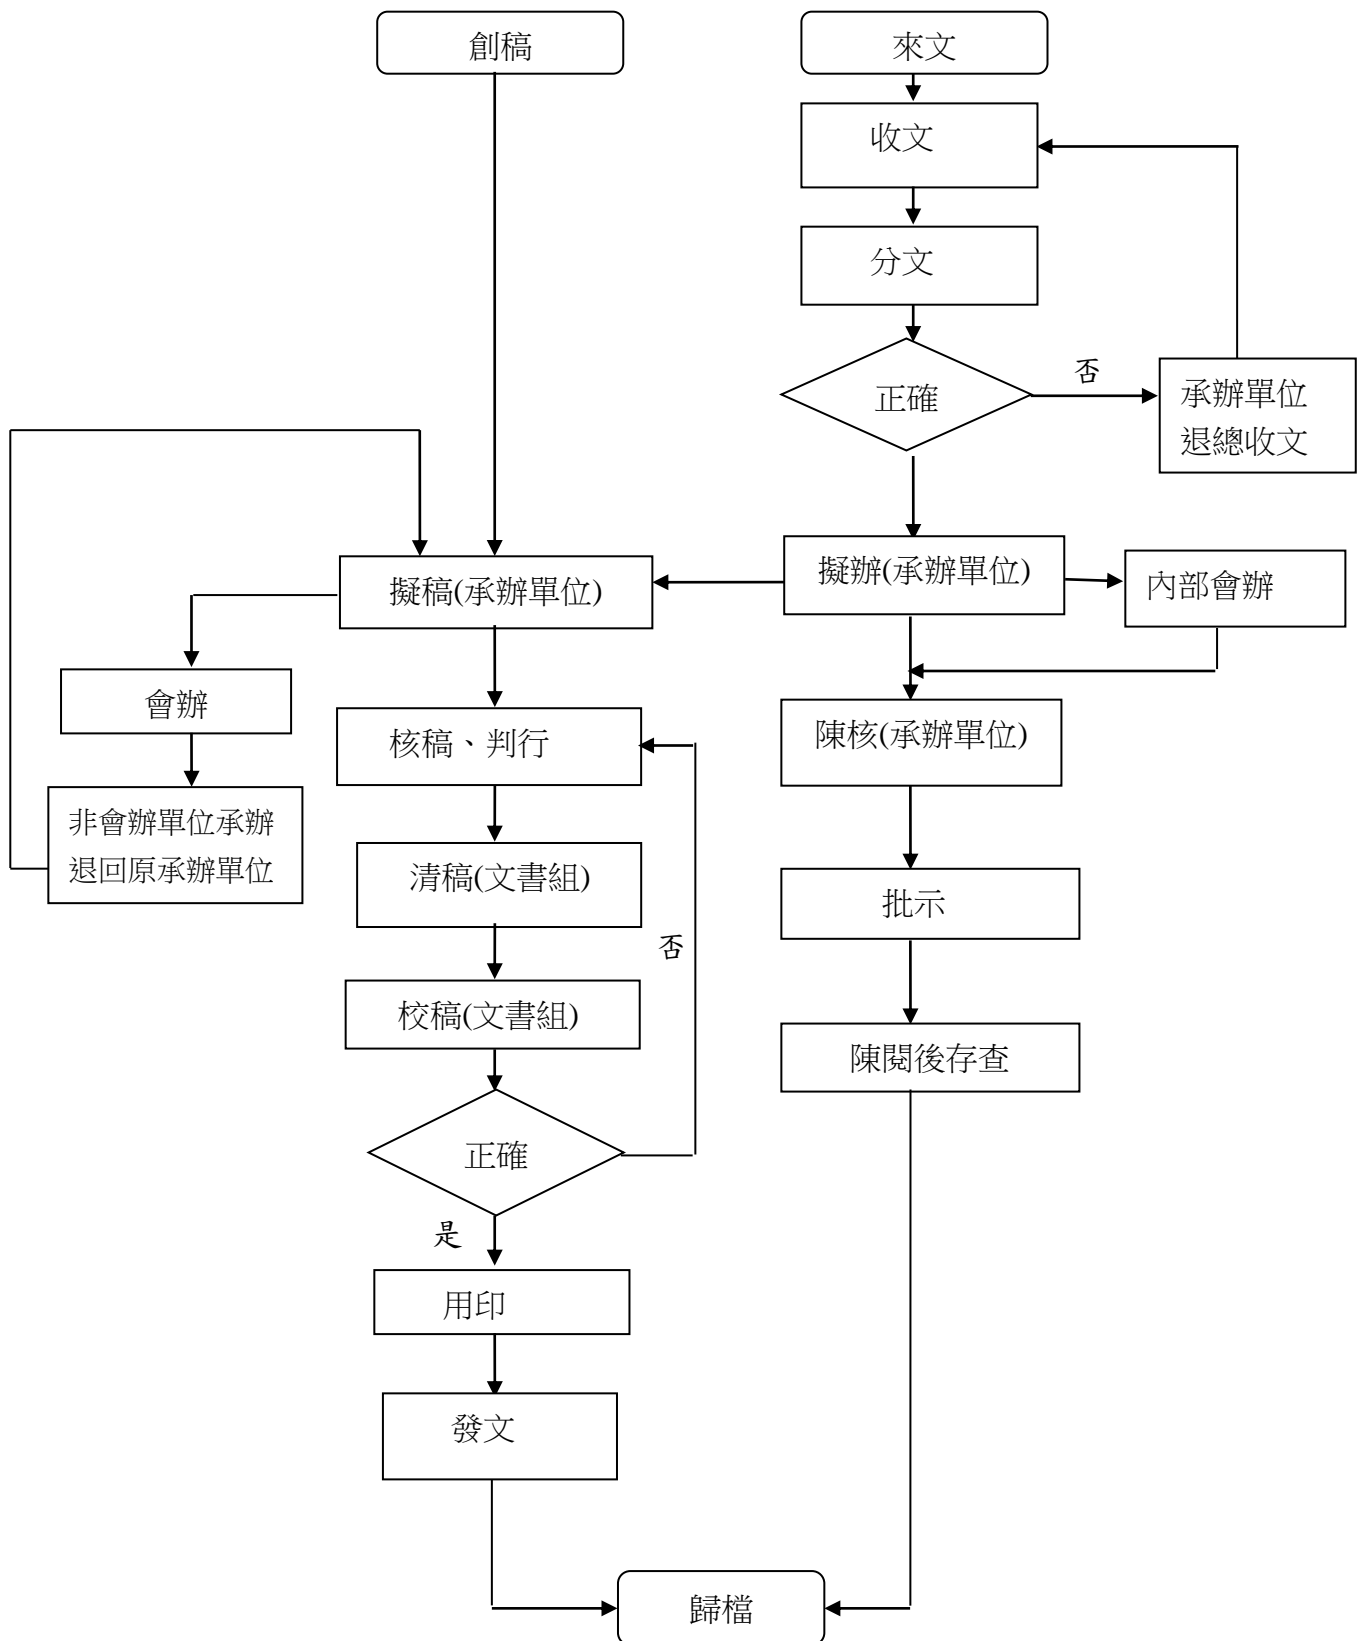 創稿
來文
收文
分文
正確
否
承辦單位
退總收文
擬稿(承辦單位)
擬辦(承辦單位)
內部會辦
會辦
核稿、判行
陳核(承辦單位)
非會辦單位承辦
退回原承辦單位
清稿(文書組)
批示
否
校稿(文書組)
陳閱後存查
正確
是
用印
發文
歸檔